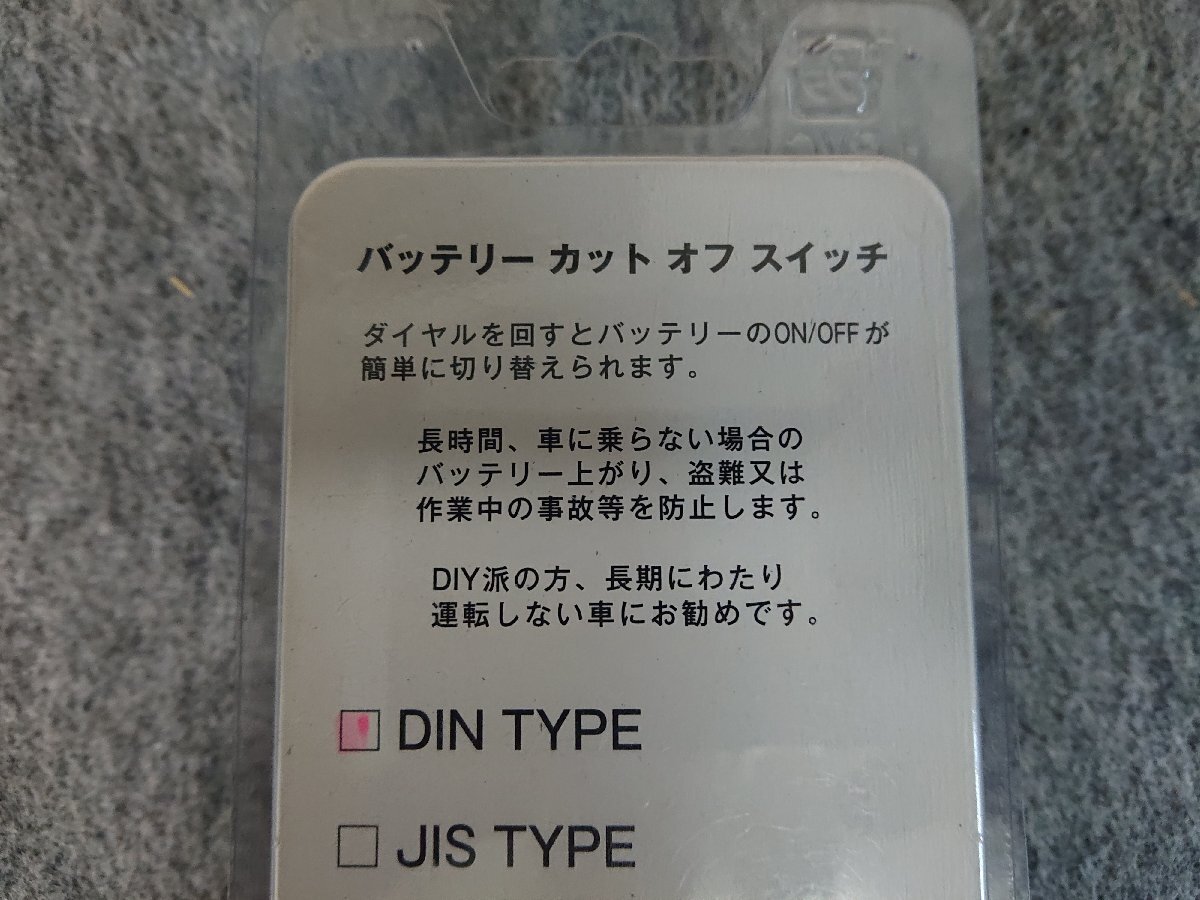 バッテリー カット オフ スイッチ
ダイヤルを回すとバッテリーのON/OFFが
簡単に切り替えられます。
長時間、車に乗らない場合の
バッテリー上がり、盗難又は
作業中の事故等を防止します。
DIY派の方、長期にわたり
運転しない車にお勧めです。
DIN TYPE
JIS TYPE